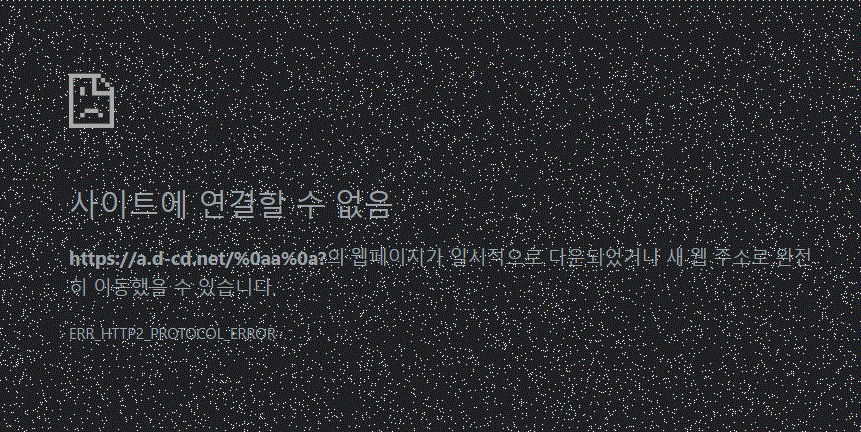 사이트에 연결할 수 없음
https://a.d-cd.net/%0aa%0a?의 웹페이지가 일시적으로 다운되었거나 새 웹 주소로 완전
히 이동했을 수 있습니다.
ERR_HTTP2_PROTOCOL_ERROR